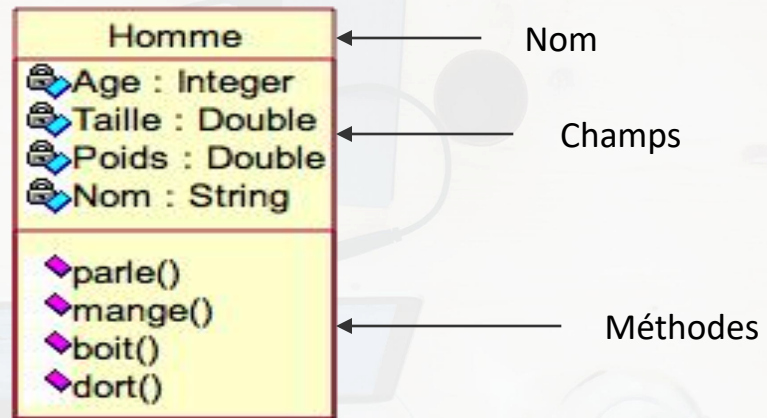 Homme
Nom
Age : Integer
Taille : Double
Poids : Double
Nom : String
Champs
parle()
mange()
boit()
dort()
Méthodes